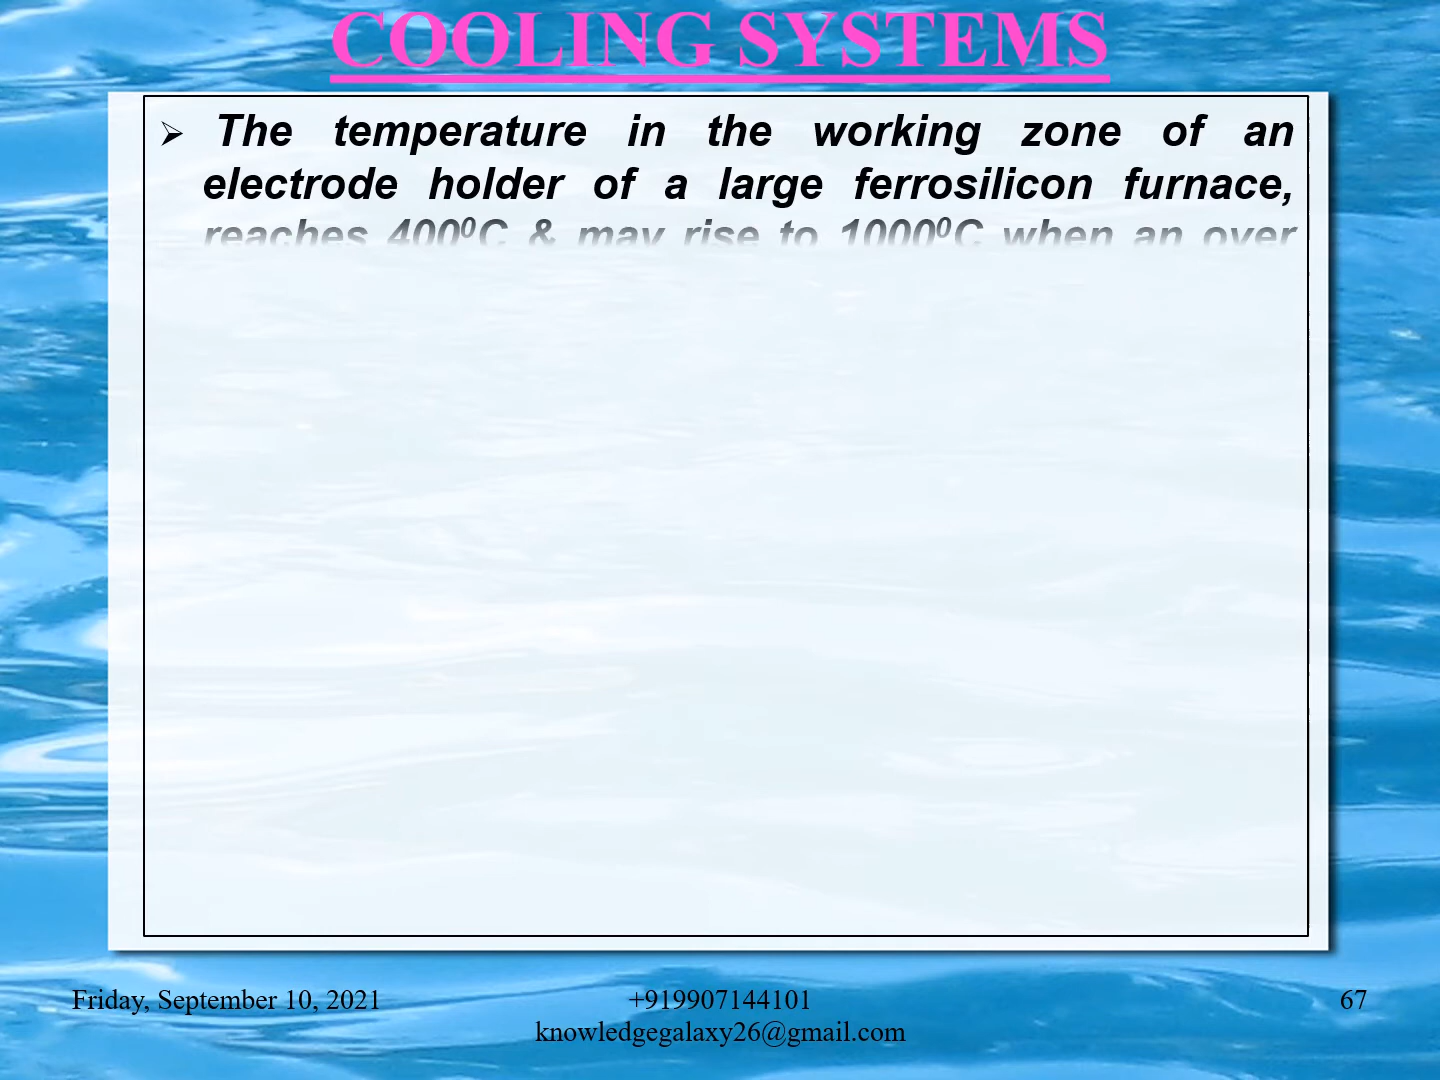 COOLING SYSTEMS
➢ The temperature in the working zone of an
electrode holder of a large ferrosilicon furnace,
reaches 400⁰C & may rise to 1000⁰C when an over
Friday, September 10, 2021
+919907144101
knowledgegalaxy26@gmail.com
67